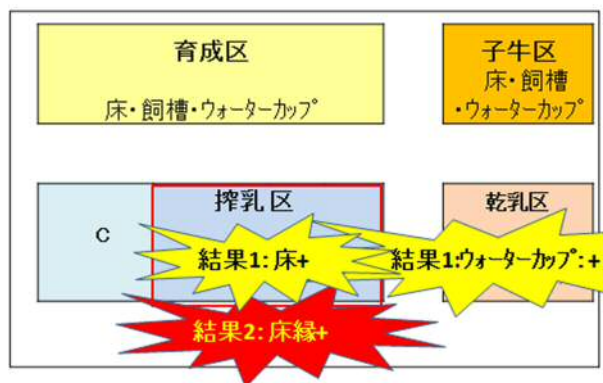 育成区
床・飼槽・ウォーターカップ
子牛区
床・飼槽
・ウォーターカップ
C
搾乳区
乾乳区
結果1:床+
結果1:ウォーターカップ:+
結果2:床縁+